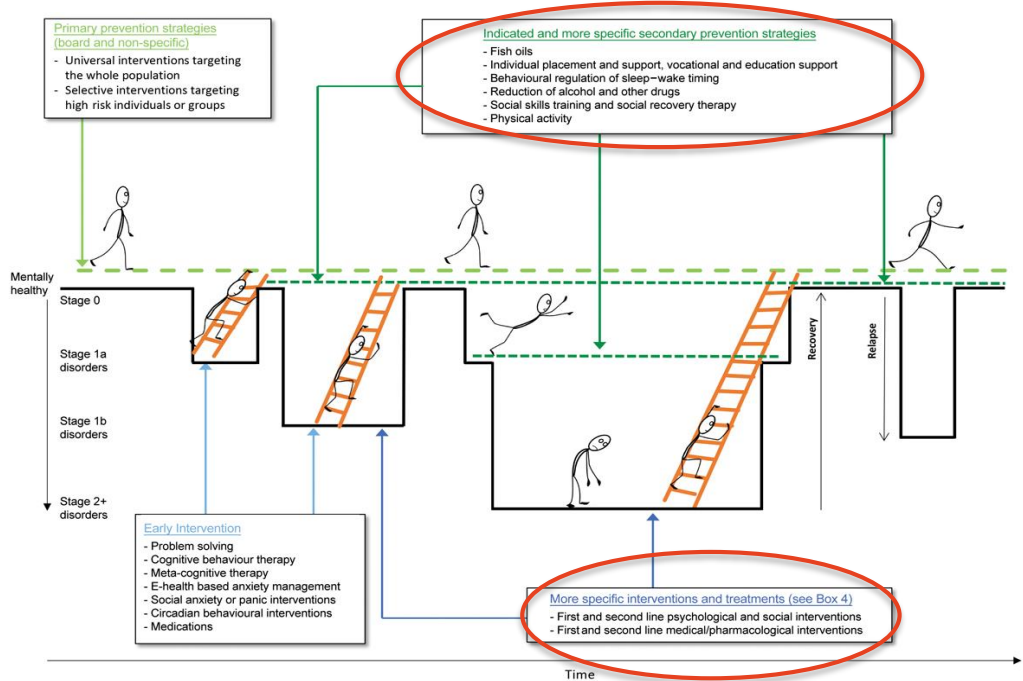 Primary prevention strategies
(board and non-specific)
- Universal interventions targeting
the whole population
- Selective interventions targeting
high risk individuals or groups
Indicated and more specific secondary prevention strategies
- Fish oils
- Individual placement and support, vocational and education support
- Behavioural regulation of sleep−wake timing
- Reduction of alcohol and other drugs
- Social skills training and social recovery therapy
- Physical activity
Mentally
healthy
Stage 0
Stage 1a
disorders
Stage 1b
disorders
Stage 2+
disorders
Recovery
Relapse
Early Intervention
- Problem solving
- Cognitive behaviour therapy
- Meta-cognitive therapy
- E-health based anxiety management
- Social anxiety or panic interventions
- Circadian behavioural interventions
- Medications
More specific interventions and treatments (see Box 4)
- First and second line psychological and social interventions
- First and second line medical/pharmacological interventions
Time